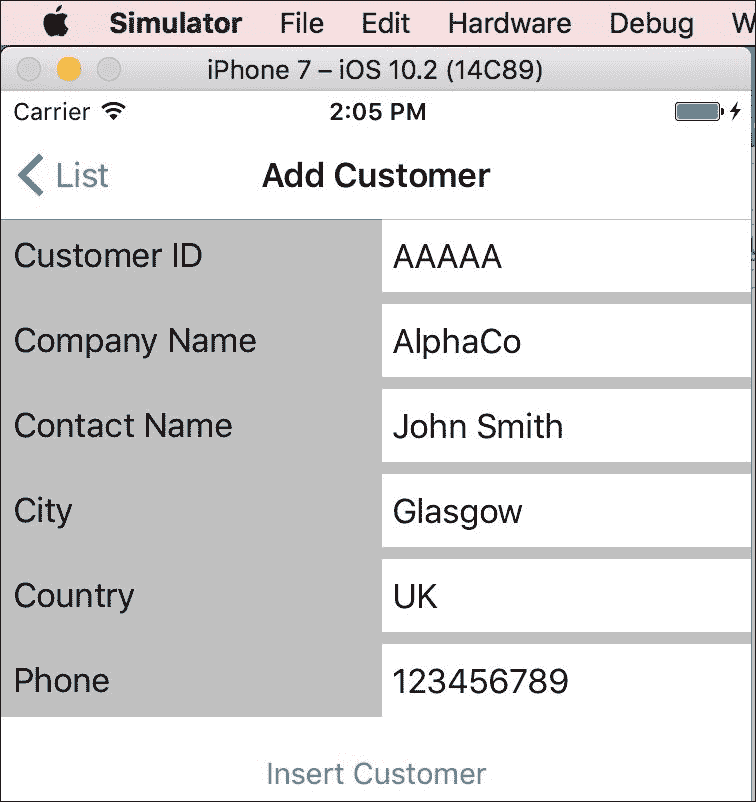 Simulator File Edit Hardware Debug W
iPhone 7 – iOS 10.2 (14C89)
Carrier 2:05 PM
List Add Customer
Customer ID AAAAA
Company Name AlphaCo
Contact Name John Smith
City Glasgow
Country UK
Phone 123456789
Insert Customer